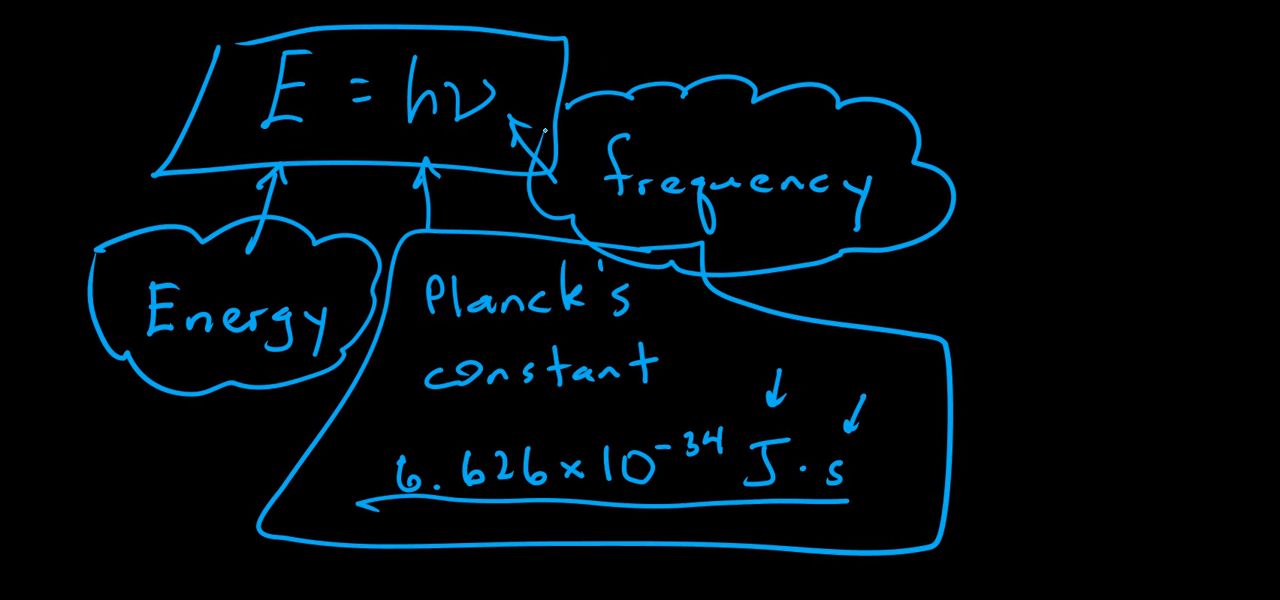 E = hν
frequency
Energy
Planck's
constant
6.626×10⁻³⁴ J·s